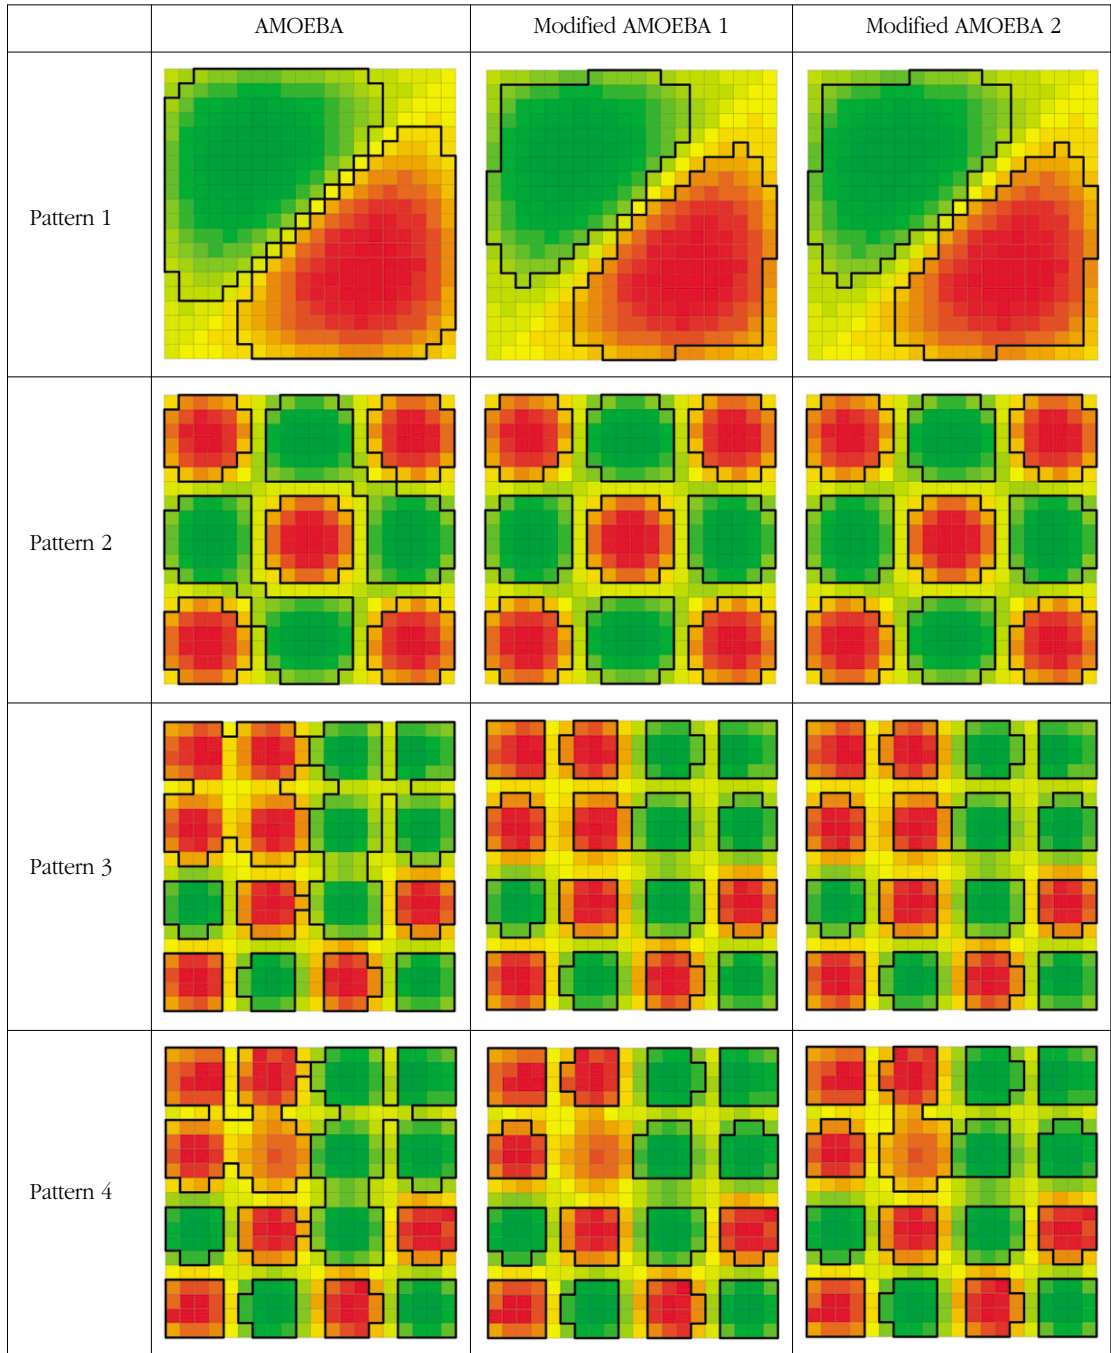 AMOEBA
Modified AMOEBA 1
Modified AMOEBA 2
Pattern 1
Pattern 2
Pattern 3
Pattern 4